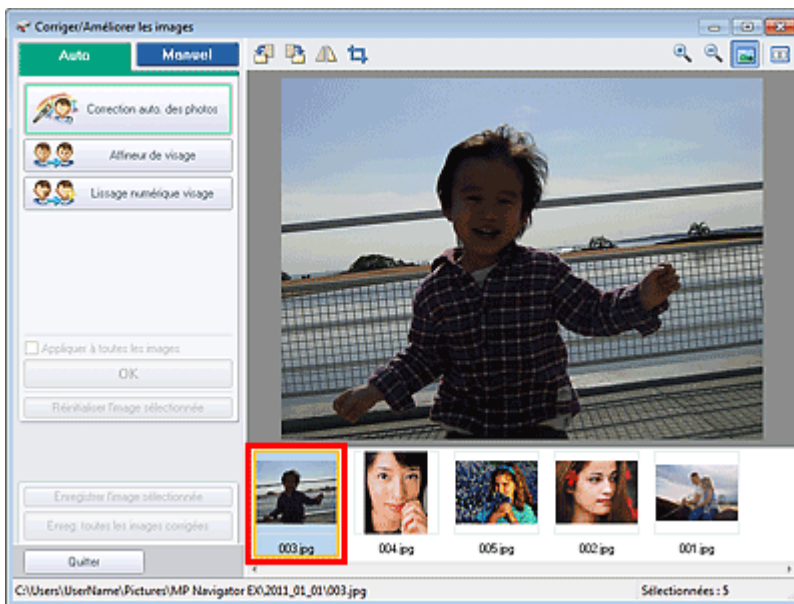 Corriger/Améliorer les images
Auto
Manuel
Correction auto. des photos
Affineur de visage
Lissage numérique visage
Appliquer à toutes les images
OK
Réinitialiser l'image sélectionnée
Enregistrer l'image sélectionnée
Enreg. toutes les images corrigées
Quitter
003.jpg
004.jpg
005.jpg
002.jpg
001.jpg
C:\Users\UserName\Pictures\MP Navigator EX\2011_01_01\003.jpg
Sélectionnées : 5